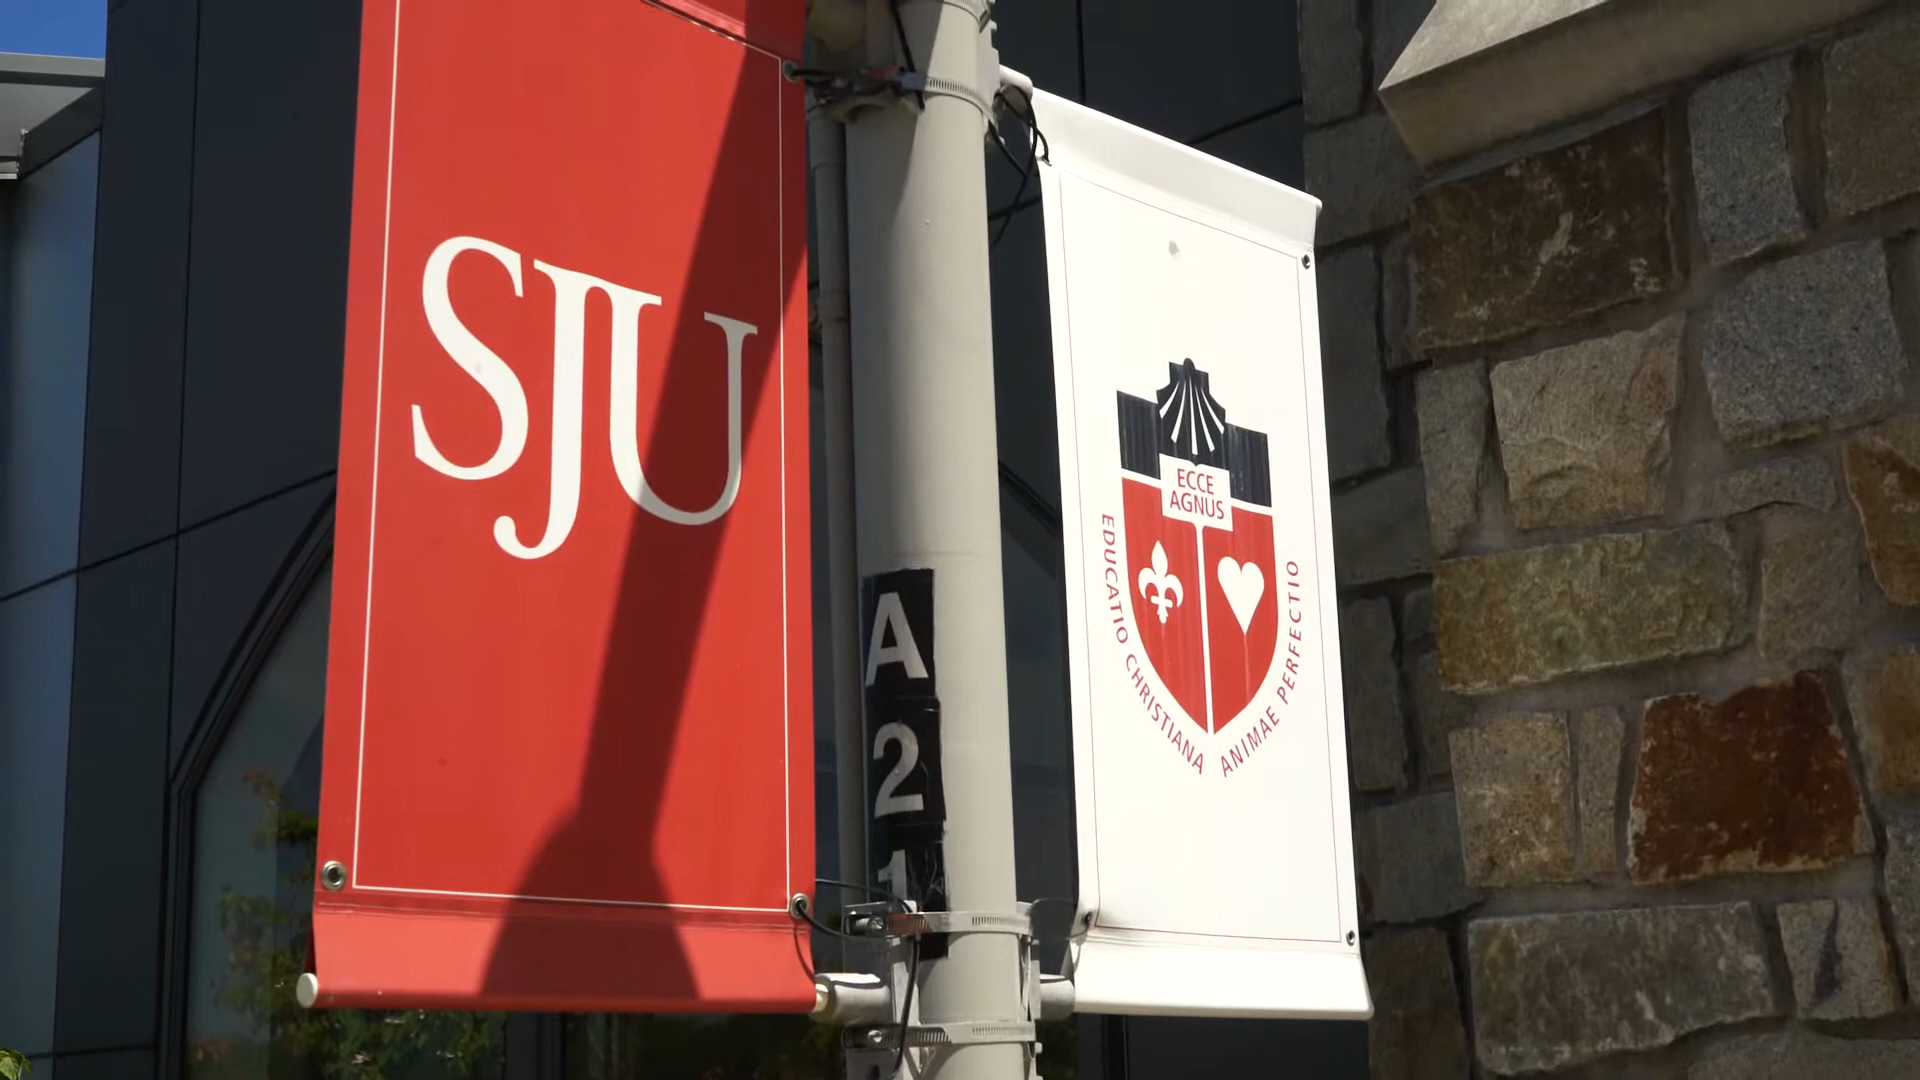 SJU
A
2
1
ECCE
AGNUS
EDUCATIO CHRISTIANA ANIMAE PERFECTIO